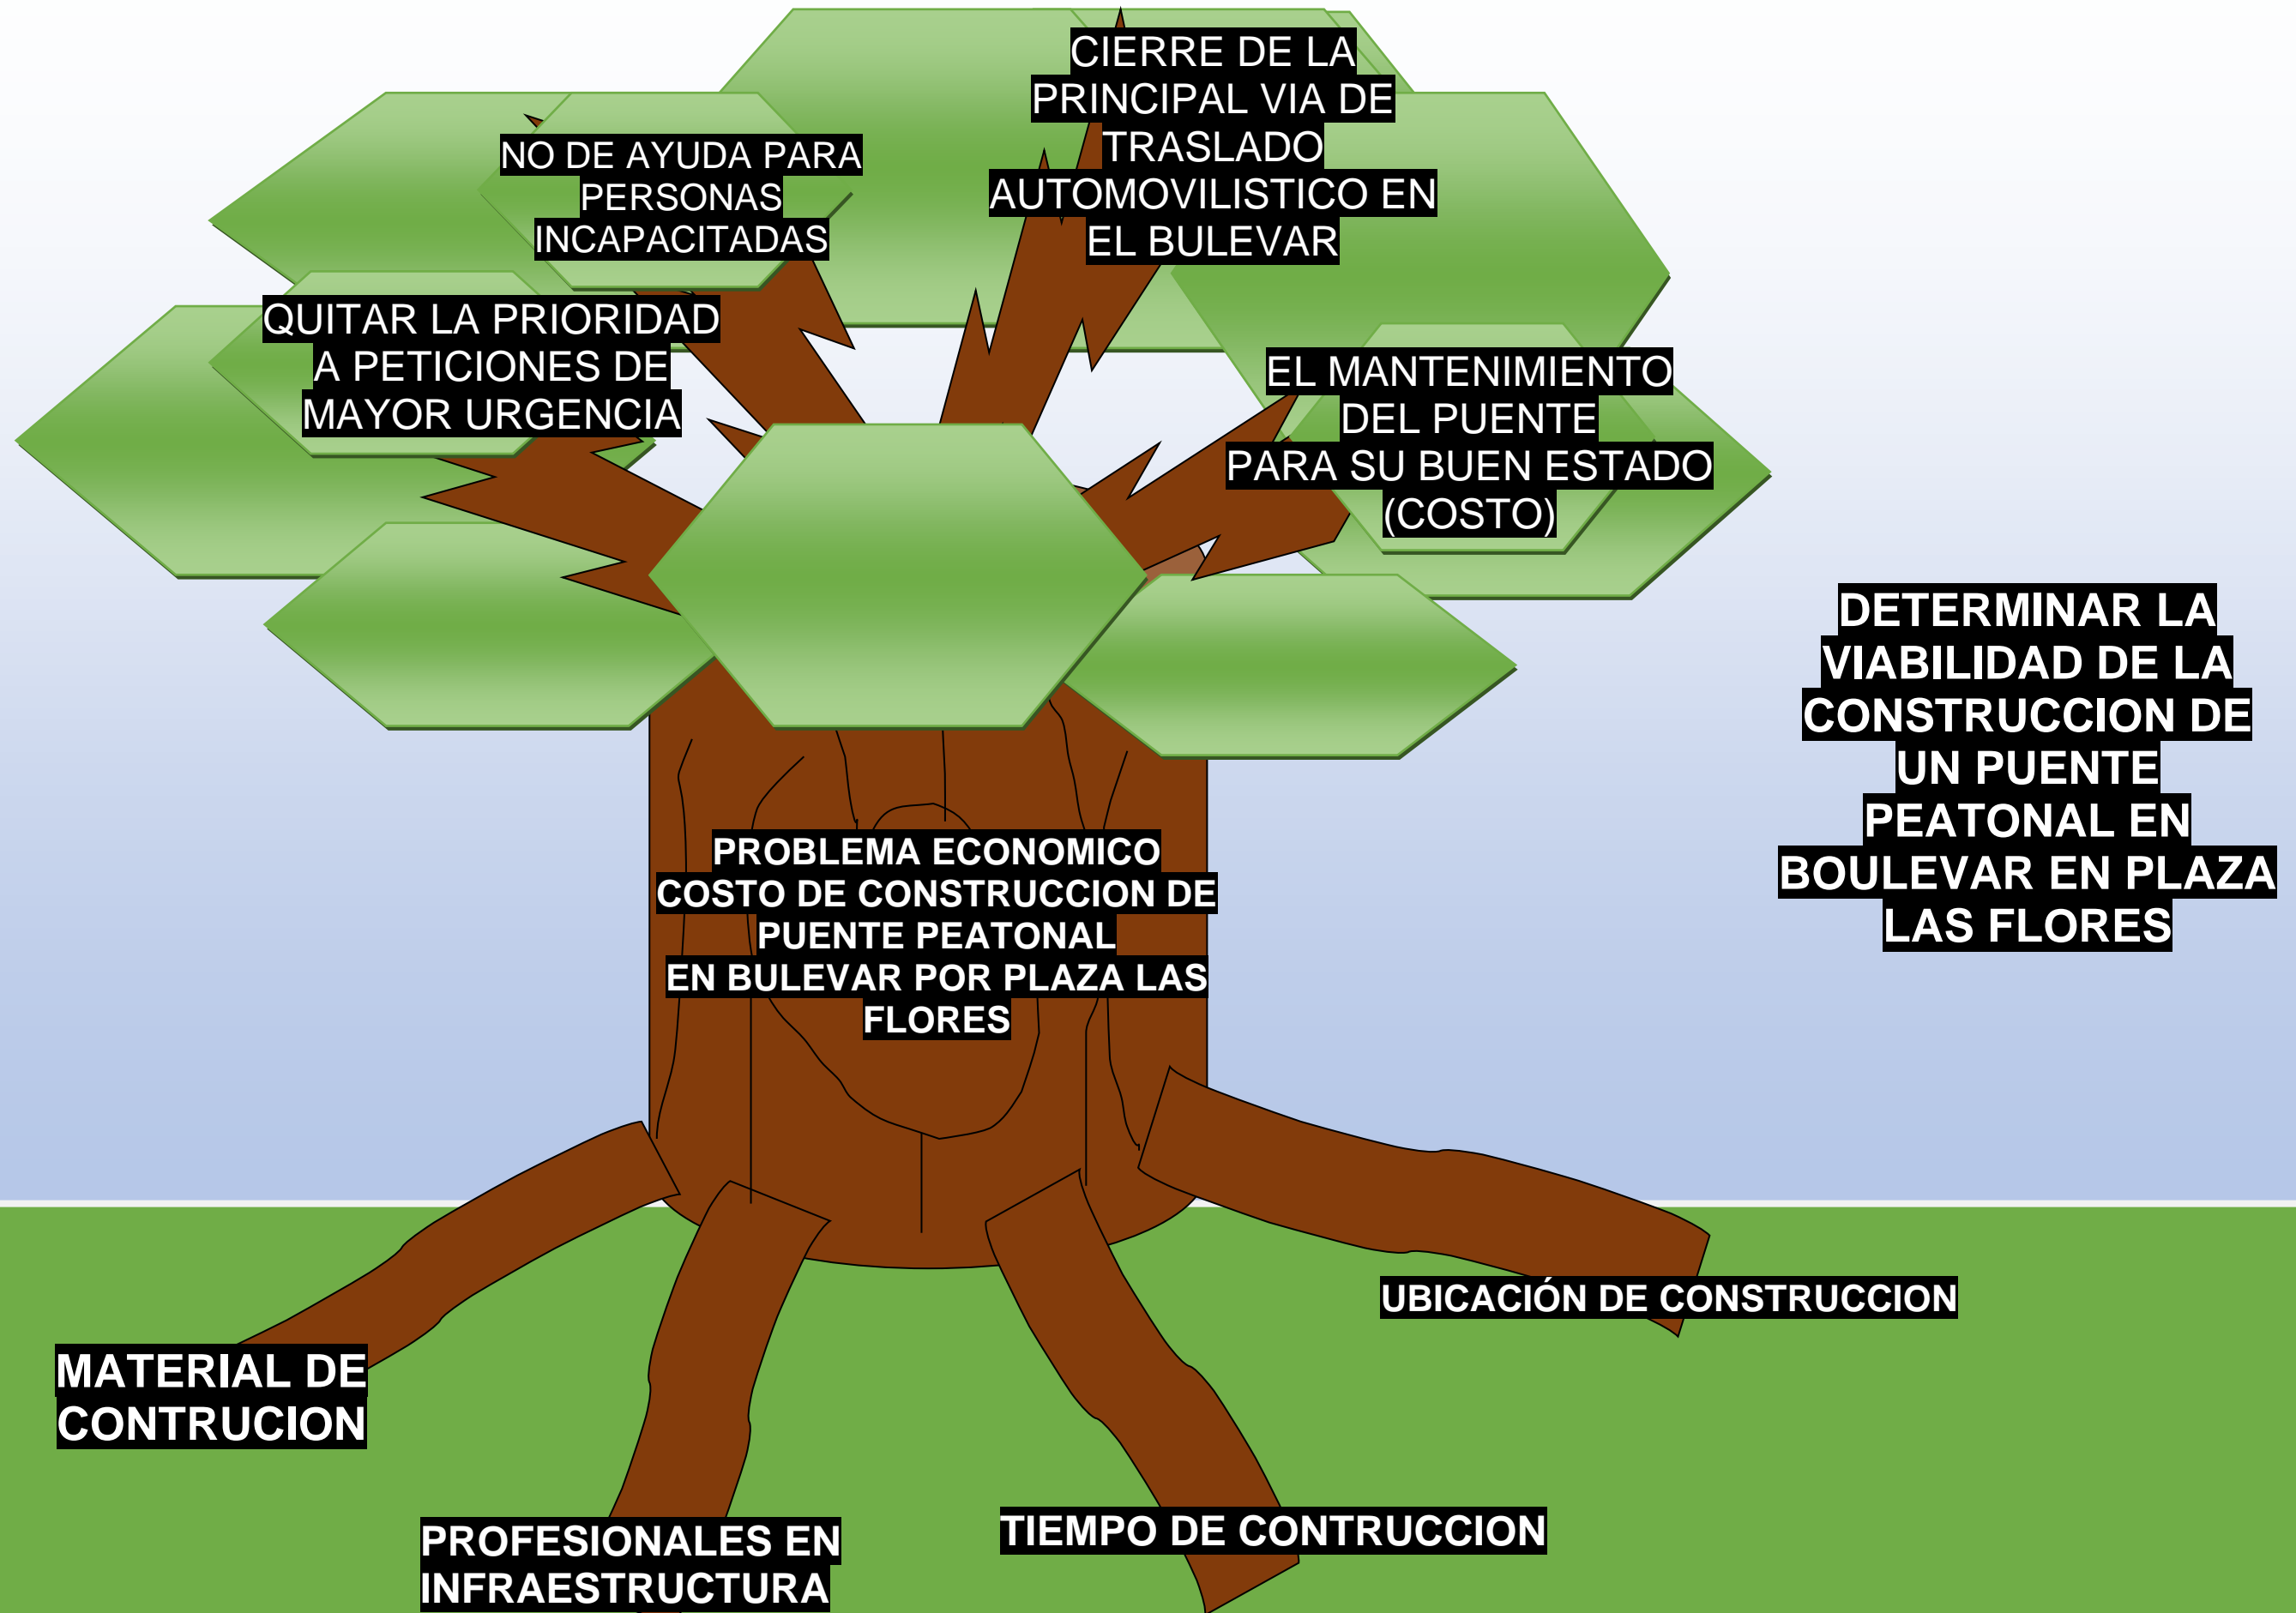 CIERRE DE LA
PRINCIPAL VIA DE
TRASLADO
AUTOMOVILISTICO EN
EL BULEVAR
NO DE AYUDA PARA
PERSONAS
INCAPACITADAS
QUITAR LA PRIORIDAD
A PETICIONES DE
MAYOR URGENCIA
EL MANTENIMIENTO
DEL PUENTE
PARA SU BUEN ESTADO
(COSTO)
DETERMINAR LA
VIABILIDAD DE LA
CONSTRUCCION DE
UN PUENTE
PEATONAL EN
BOULEVAR EN PLAZA
LAS FLORES
PROBLEMA ECONOMICO
COSTO DE CONSTRUCCION DE
PUENTE PEATONAL
EN BULEVAR POR PLAZA LAS
FLORES
UBICACIÓN DE CONSTRUCCION
MATERIAL DE
CONTRUCION
PROFESIONALES EN
INFRAESTRUCTURA
TIEMPO DE CONTRUCCION